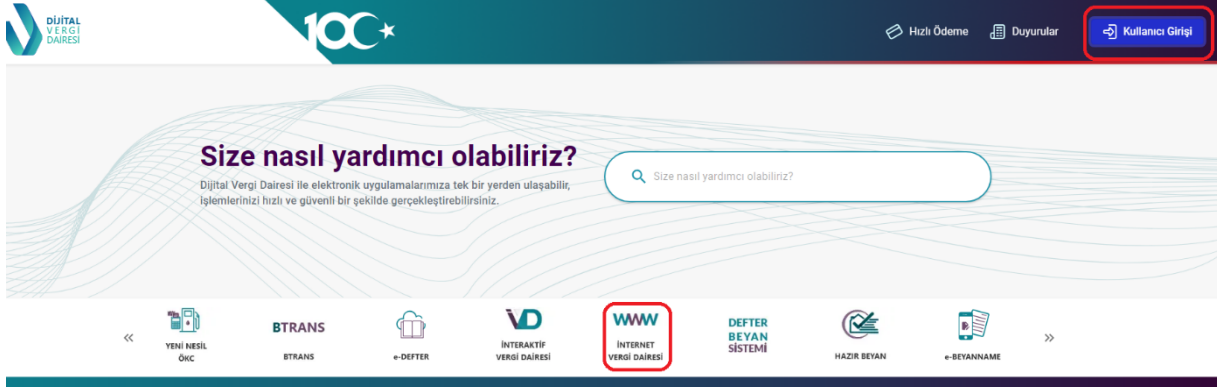 DİJİTAL
VERGİ
DAİRESİ
100
Hızlı Ödeme
Duyurular
Kullanıcı Girişi
Size nasıl yardımcı olabiliriz?
Dijital Vergi Dairesi ile elektronik uygulamalarımıza tek bir yerden ulaşabilir,
işlemlerinizi hızlı ve güvenli bir şekilde gerçekleştirebilirsiniz.
Size nasıl yardımcı olabiliriz?
«
YENİ NESİL
ÖKC
BTRANS
BTRANS
e-DEFTER
İVD
İNTERAKTİF
VERGİ DAİRESİ
WWW
İNTERNET
VERGİ DAİRESİ
DEFTER
BEYAN
SİSTEMİ
HAZIR BEYAN
e-BEYANNAME
»